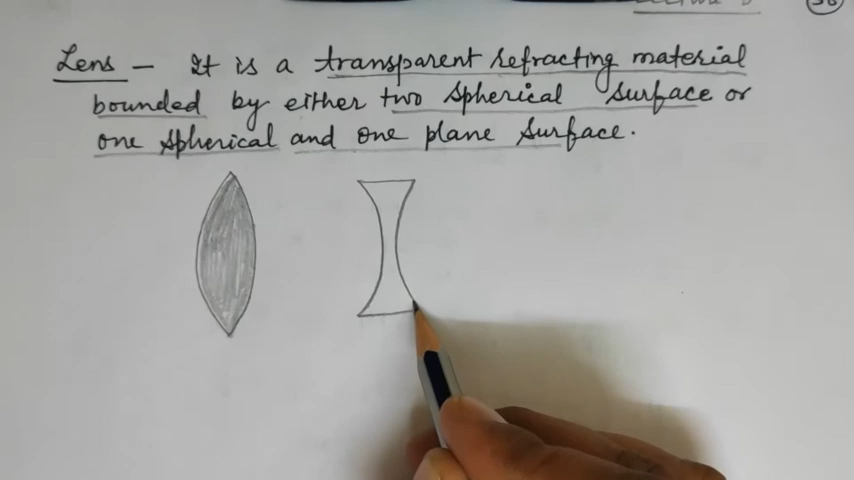 Lens - It is a transparent refracting material
bounded by either two spherical surface or
one spherical and one plane surface.